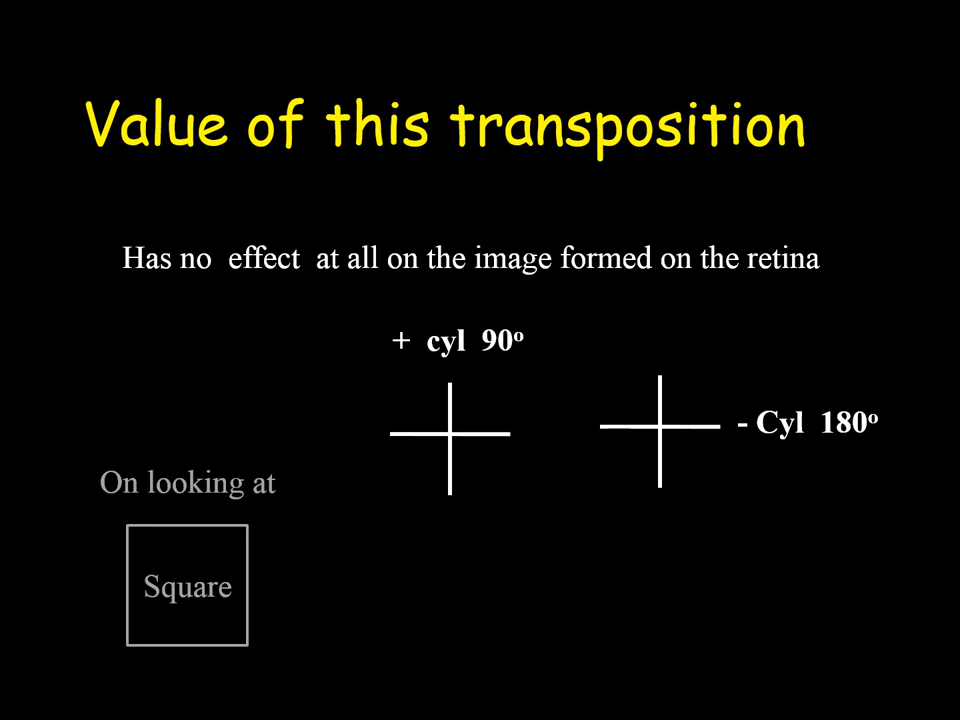 Value of this transposition
Has no effect at all on the image formed on the retina
+ cyl 90º
- Cyl 180º
On looking at
Square